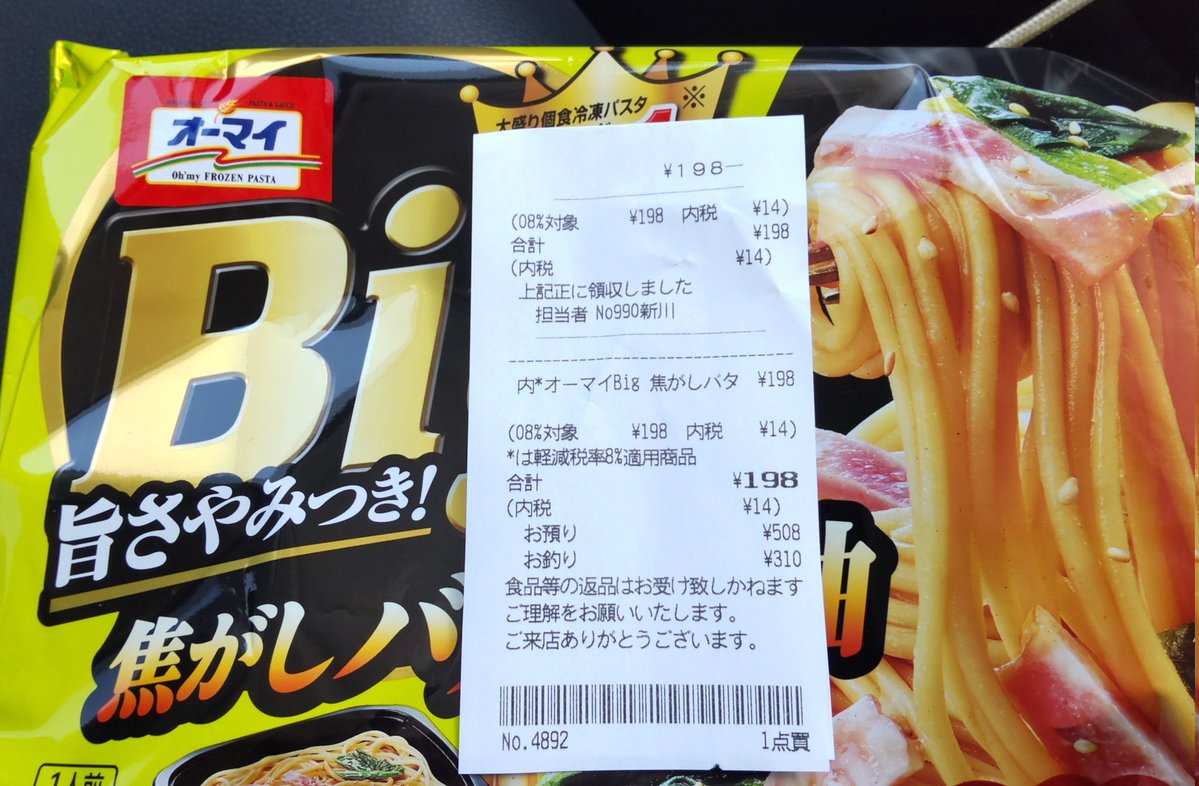 PASTA & SAUCE
オーマイ
Oh'my FROZEN PASTA
大盛り個食冷凍パスタ
※
Big
旨さやみつき!
焦がしバ
油
1人前
¥198
(08%対象 ¥198 内税 ¥14)
合計 ¥198
(内税 ¥14)
上記正に領収しました
担当者 No990新川
内*オーマイBig 焦がしバタ ¥198
(08%対象 ¥198 内税 ¥14)
*は軽減税率8%適用商品
合計 ¥198
(内税 ¥14)
お預り ¥508
お釣り ¥310
食品等の返品はお受け致しかねます
ご理解をお願いいたします。
ご来店ありがとうございます。
No.4892 1点買